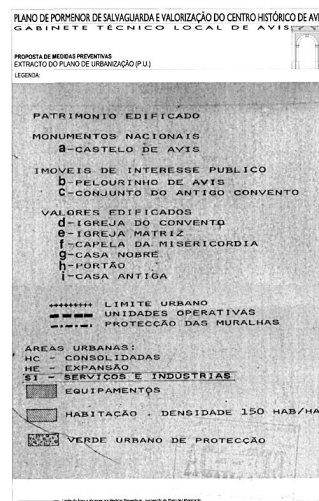 PLANO DE PORMENOR DE SALVAGUARDA E VALORIZAÇÃO DO CENTRO HISTÓRICO DE AVI
GABINETE TÉCNICO LOCAL DE AVIS
PROPOSTA DE MEDIDAS PREVENTIVAS
EXTRACTO DO PLANO DE URBANIZAÇÃO (P.U.)
LEGENDA:
PATRIMONIO EDIFICADO
MONUMENTOS NACIONAIS
a-CASTELO DE AVIS
IMOVEIS DE INTERESSE PUBLICO
b-PELOURINHO DE AVIS
c-CONJUNTO DO ANTIGO CONVENTO
VALORES EDIFICADOS
d-IGREJA DO CONVENTO
e-IGREJA MATRIZ
f-CAPELA DA MISERICORDIA
g-CASA NOBRE
h-PORTÃO
i-CASA ANTIGA
LIMITE URBANO
UNIDADES OPERATIVAS
PROTECÇÃO DAS MURALHAS
AREAS URBANAS:
HC - CONSOLIDADAS
HE - EXPANSÃO
SI - SERVIÇOS E INDUSTRIAS
EQUIPAMENTOS
HABITAÇÃO . DENSIDADE 150 HAB/HA
VERDE URBANO DE PROTECÇÃO